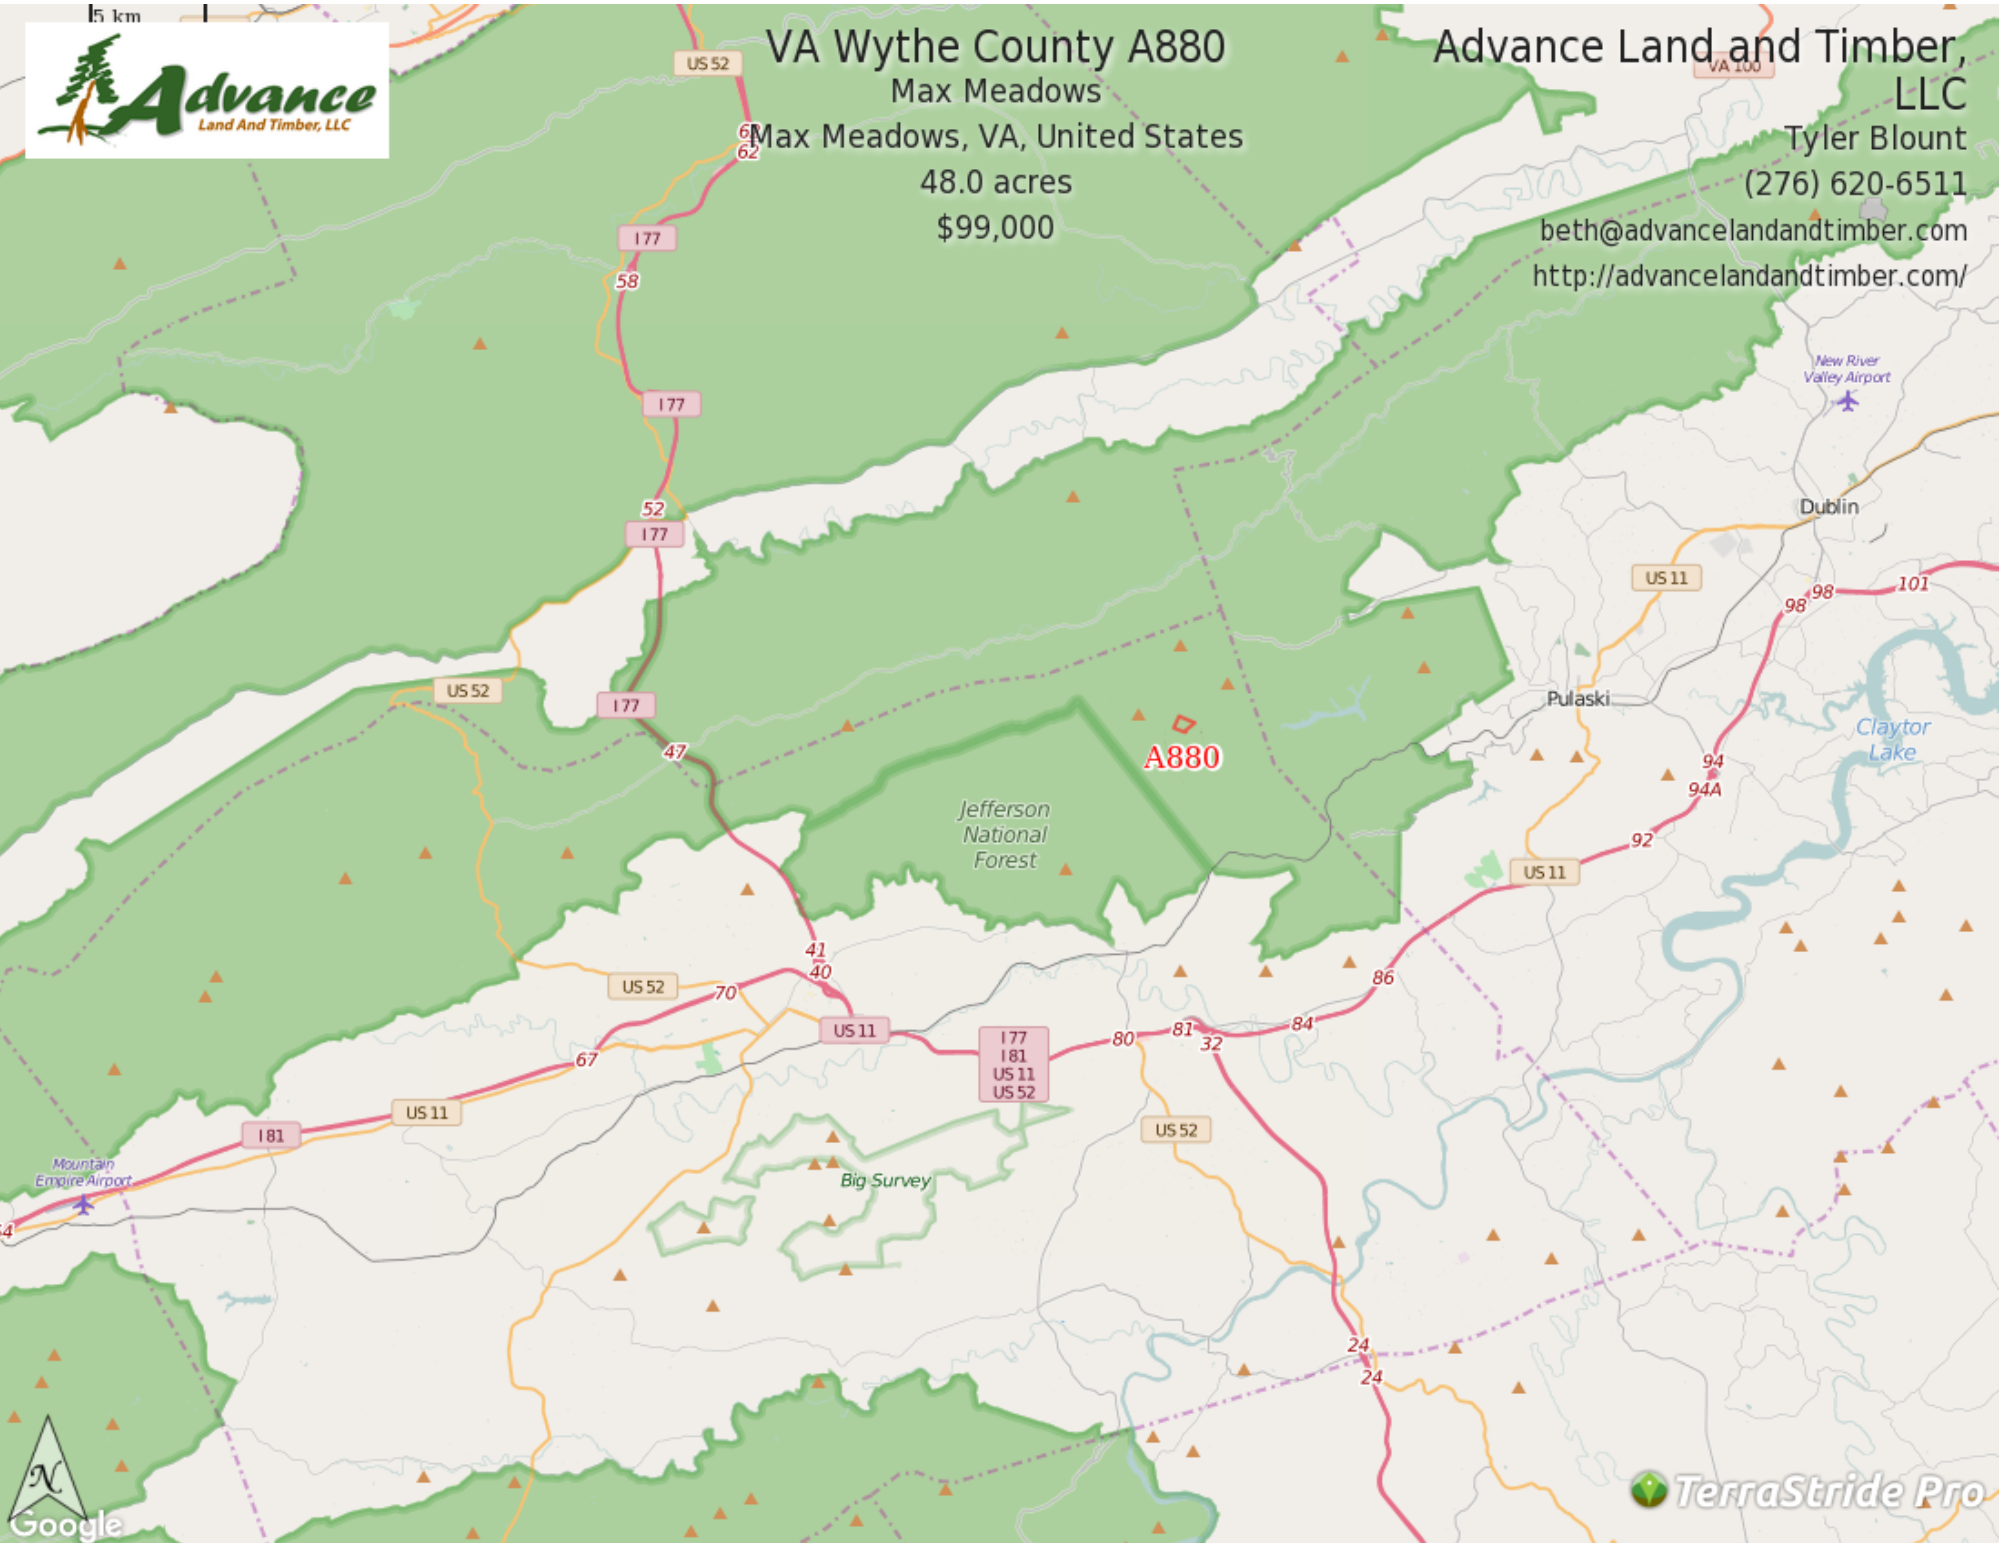 5 km
Advance
Land And Timber, LLC
VA Wythe County A880
Max Meadows
Max Meadows, VA, United States
48.0 acres
$99,000
Advance Land and Timber,
LLC
Tyler Blount
(276) 620-6511
beth@advancelandandtimber.com
http://advancelandandtimber.com/
US 52
VA 100
62
I 77
58
I 77
52
I 77
New River
Valley Airport
Dublin
US 11
98
98
101
US 52
I 77
47
Pulaski
A880
Claytor
Lake
94
94A
Jefferson
National
Forest
92
US 11
41
40
86
US 52
70
US 11
I 77
I 81
US 11
US 52
80
81
32
84
67
US 11
I 81
US 52
Mountain
Empire Airport
Big Survey
24
24
N
Google
TerraStride Pro